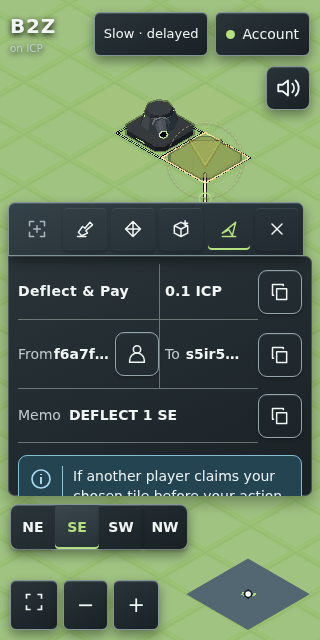 B2Z
on ICP
Slow · delayed
Account
Deflect & Pay
0.1 ICP
From f6a7f...
To s5ir5...
Memo DEFLECT 1 SE
If another player claims your
chosen tile before your action
NE SE SW NW